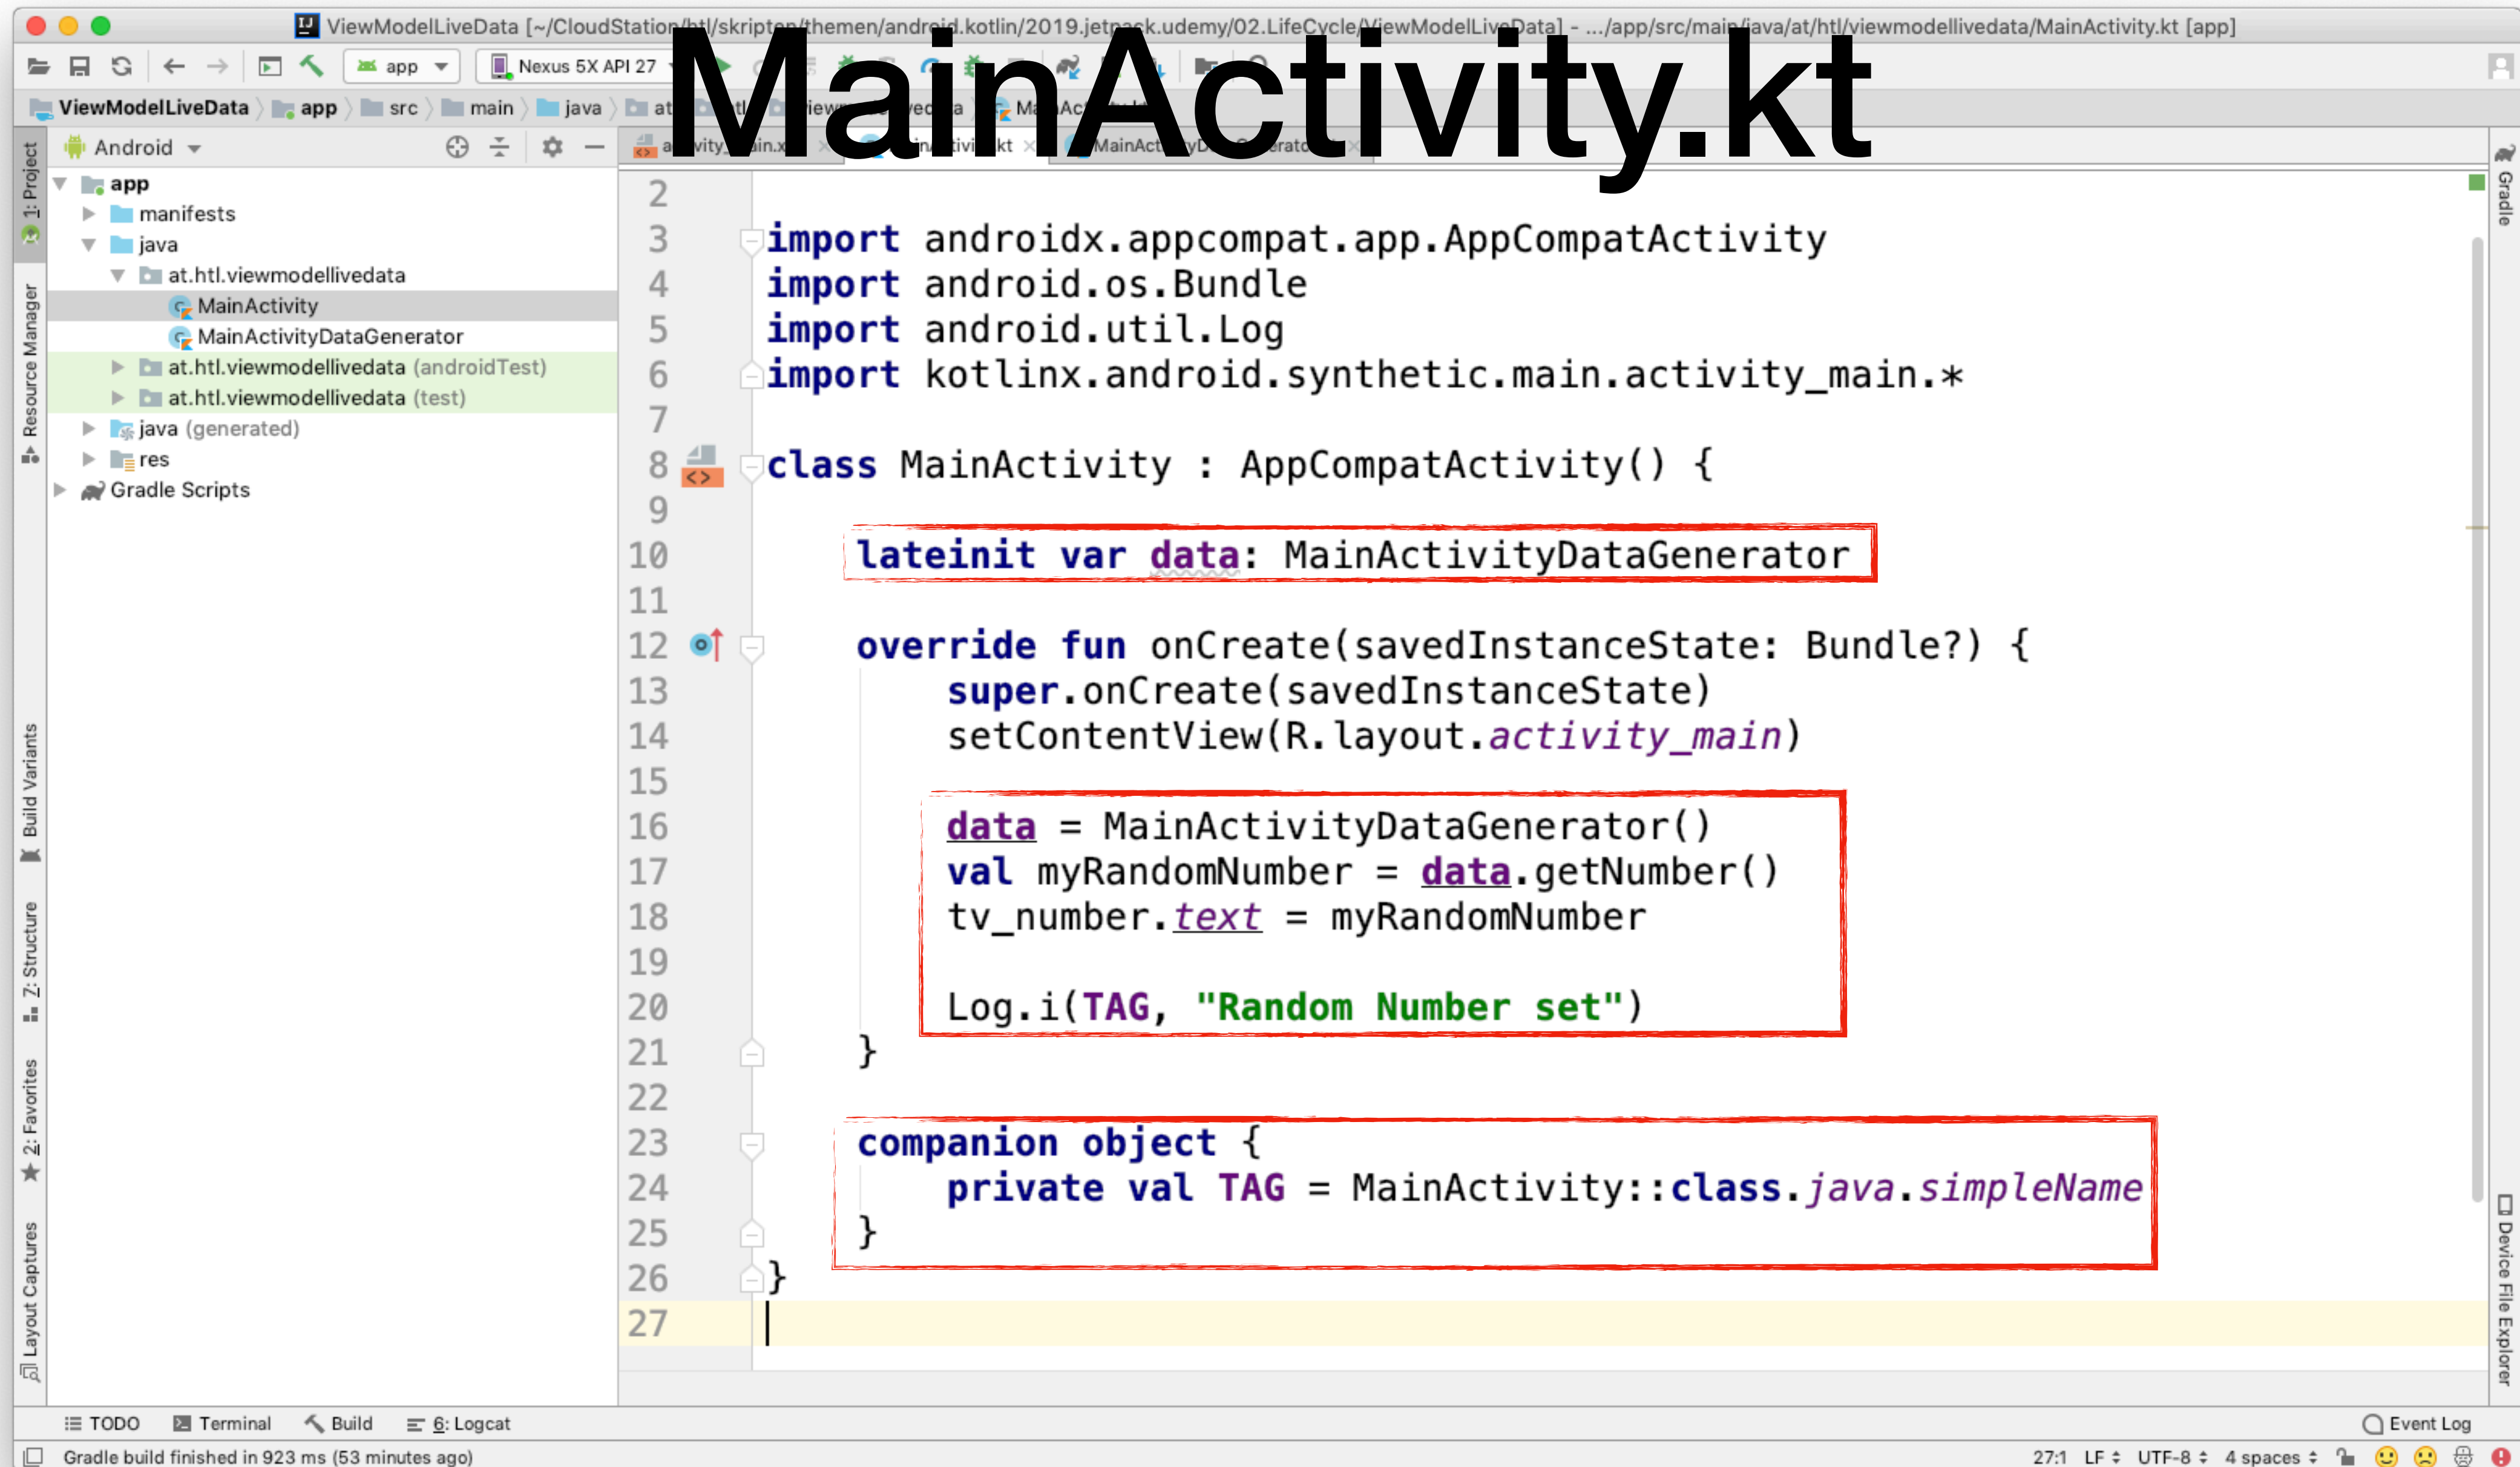 MainActivity.kt
ViewModelLiveData [~/CloudStation/htl/skripten/themen/android.kotlin/2019.jetpack.udemy/02.LifeCycle/ViewModelLiveData] - .../app/src/main/java/at/htl/viewmodellivedata/MainActivity.kt [app]
app
Nexus 5X API 27
ViewModelLiveData
app
src
main
java
at
1: Project
Resource Manager
Build Variants
7: Structure
2: Favorites
Layout Captures
Android
app
manifests
java
at.htl.viewmodellivedata
MainActivity
MainActivityDataGenerator
at.htl.viewmodellivedata (androidTest)
at.htl.viewmodellivedata (test)
java (generated)
res
Gradle Scripts
2
3 import androidx.appcompat.app.AppCompatActivity
4 import android.os.Bundle
5 import android.util.Log
6 import kotlinx.android.synthetic.main.activity_main.*
7
8 class MainActivity : AppCompatActivity() {
9
10 lateinit var data: MainActivityDataGenerator
11
12 override fun onCreate(savedInstanceState: Bundle?) {
13 super.onCreate(savedInstanceState)
14 setContentView(R.layout.activity_main)
15
16 data = MainActivityDataGenerator()
17 val myRandomNumber = data.getNumber()
18 tv_number.text = myRandomNumber
19
20 Log.i(TAG, "Random Number set")
21 }
22
23 companion object {
24 private val TAG = MainActivity::class.java.simpleName
25 }
26 }
27
Gradle
Device File Explorer
TODO
Terminal
Build
6: Logcat
Event Log
Gradle build finished in 923 ms (53 minutes ago)
27:1 LF UTF-8 4 spaces